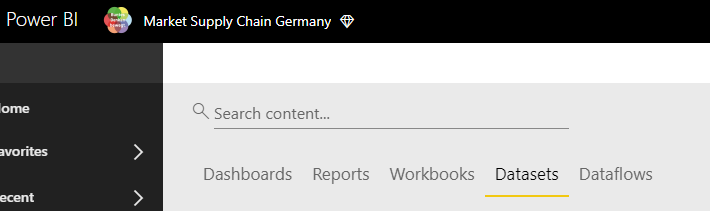 Power BI Market Supply Chain Germany
Search content...
Dashboards Reports Workbooks Datasets Dataflows
ome
avorites
ecent